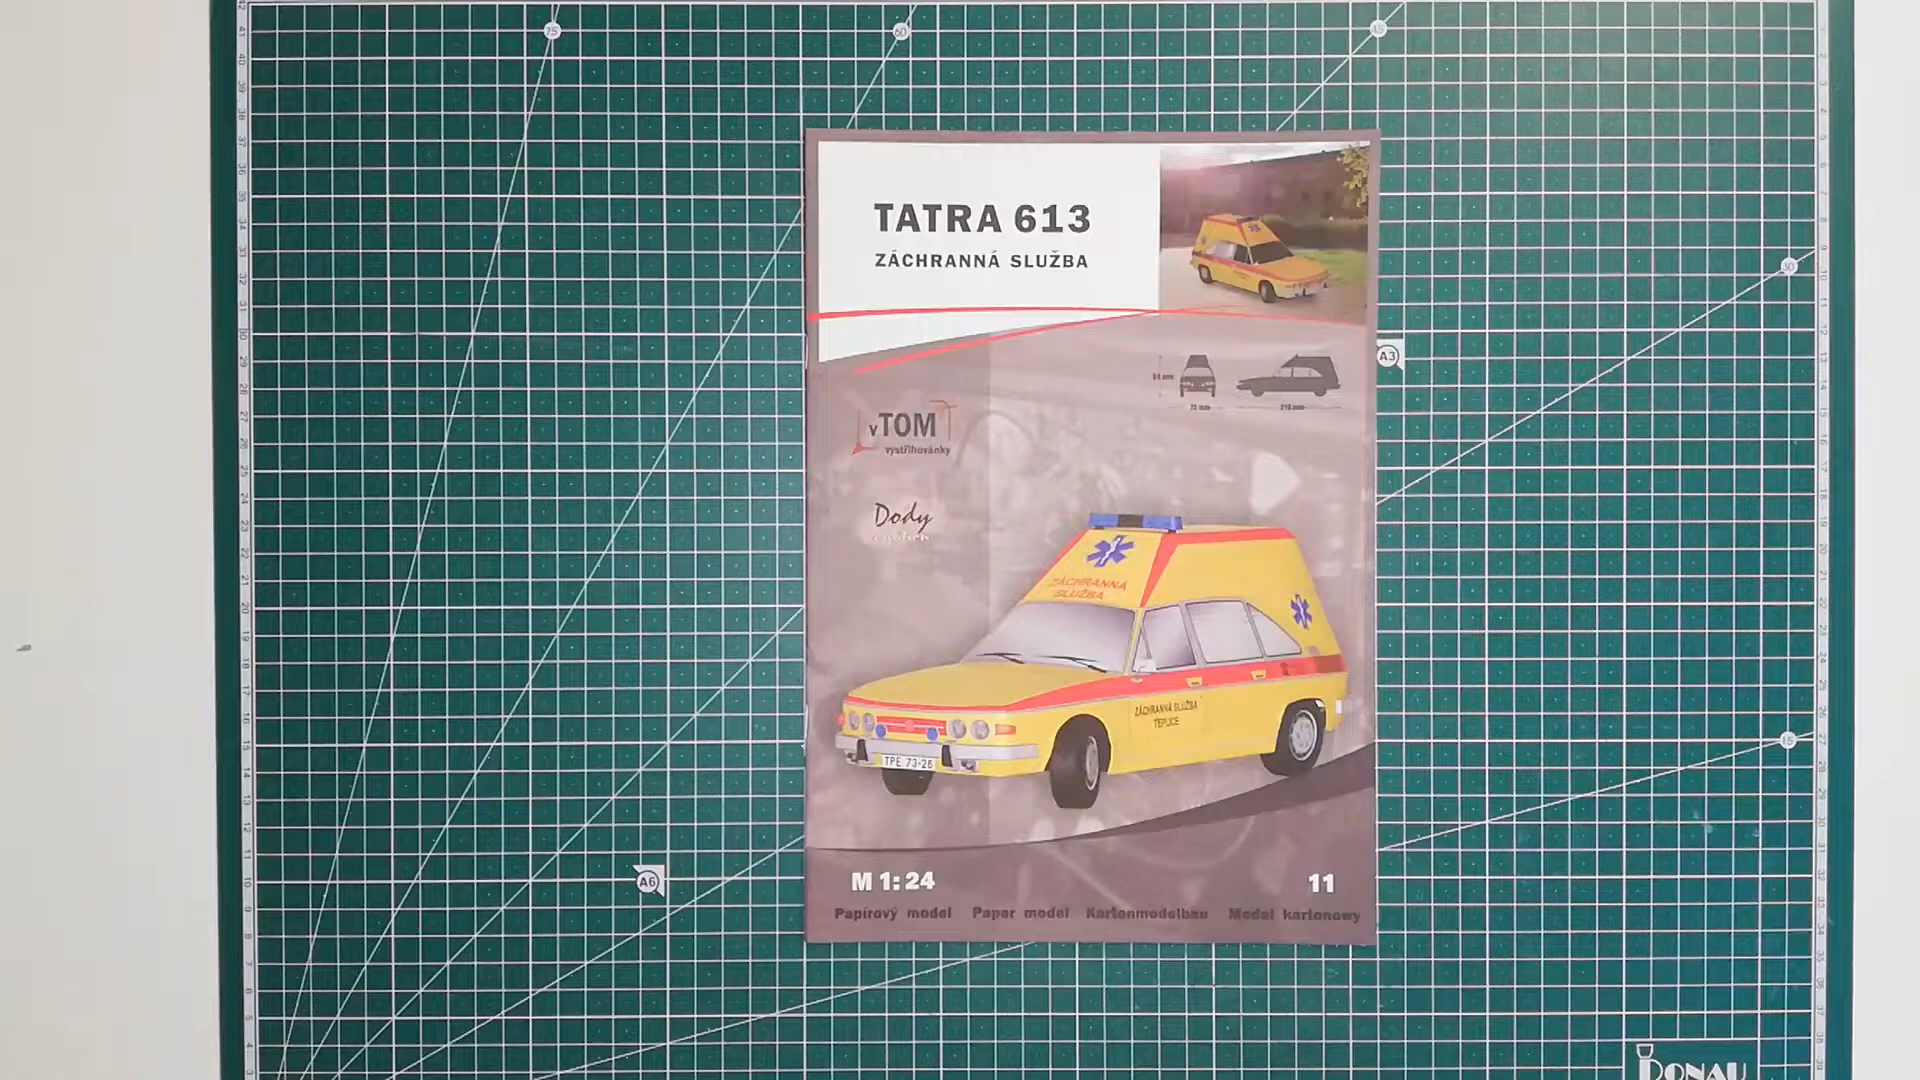 TATRA 613
ZÁCHRANNÁ SLUŽBA
vTOM
vystřihovánky
Dody
ZÁCHRANNÁ
SLUŽBA
ZÁCHRANNÁ SLUŽBA
TEPLICE
TPE 73-26
M 1:24
11
Papírový model Paper model Kartonmodelbau Model kartonowy
75
60
45
30
15
A3
A6
DONAU